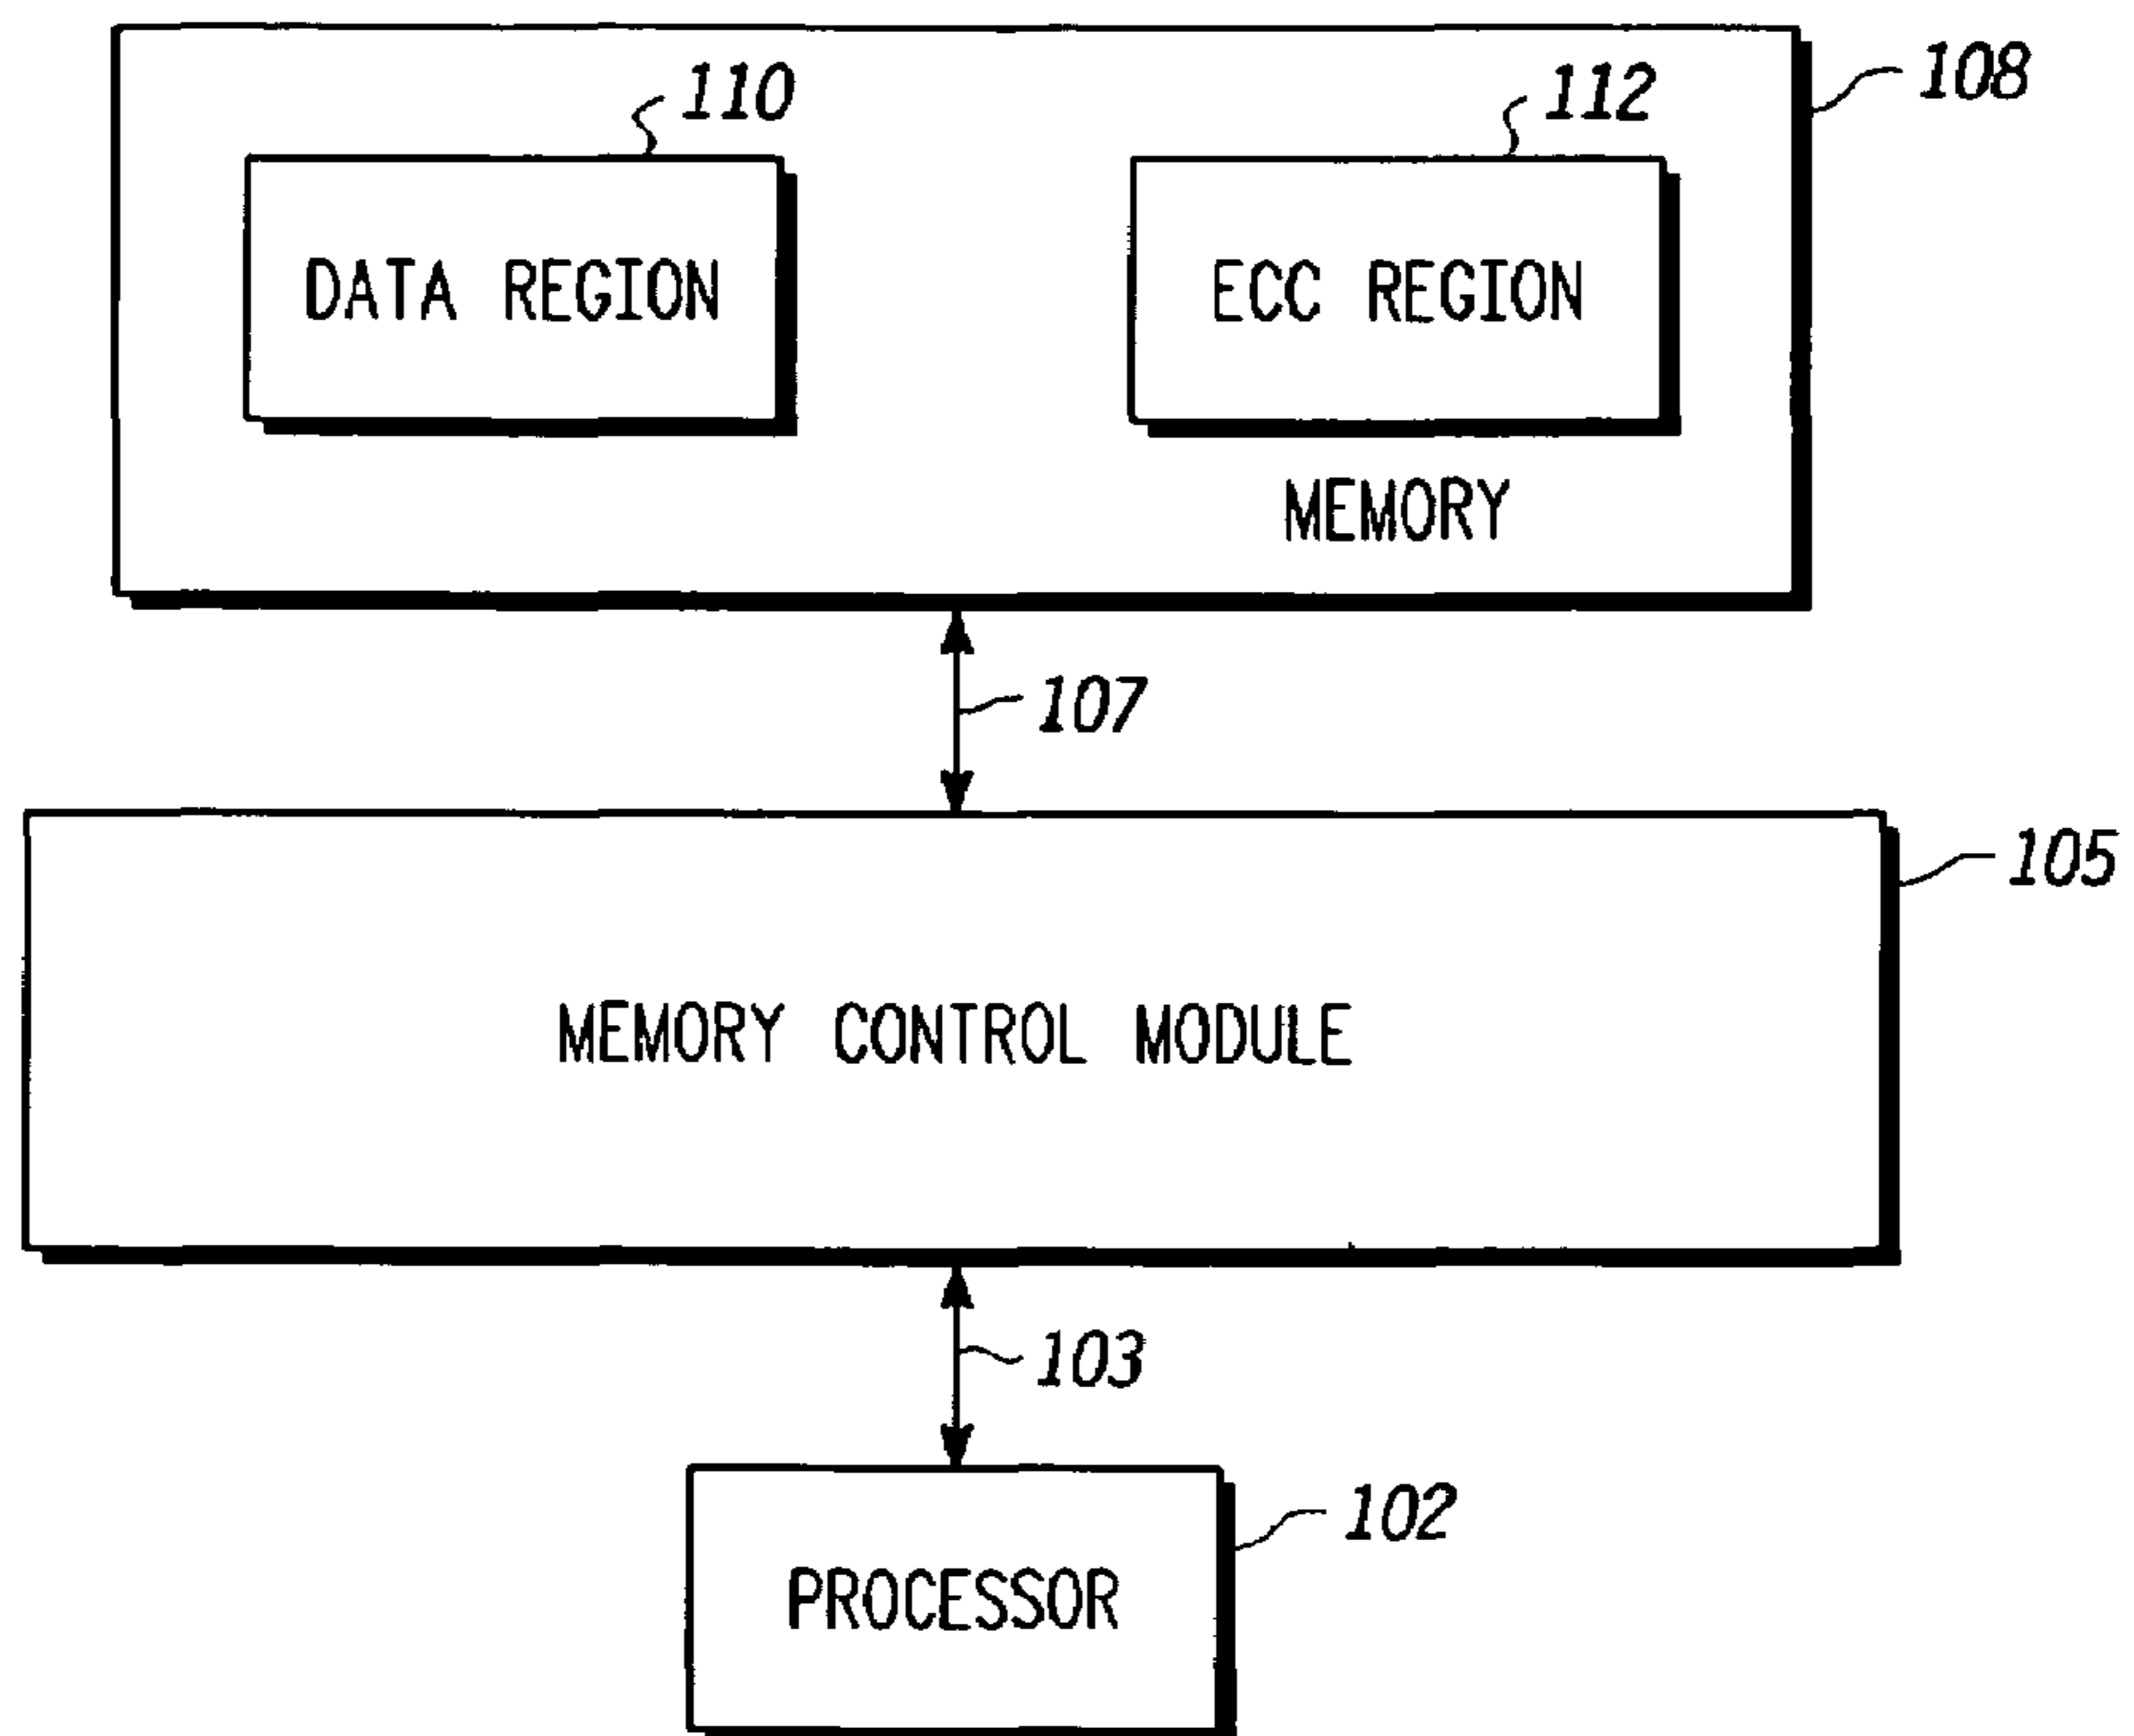 108
110
112
DATA REGION
ECC REGION
MEMORY
107
105
MEMORY CONTROL MODULE
103
102
PROCESSOR